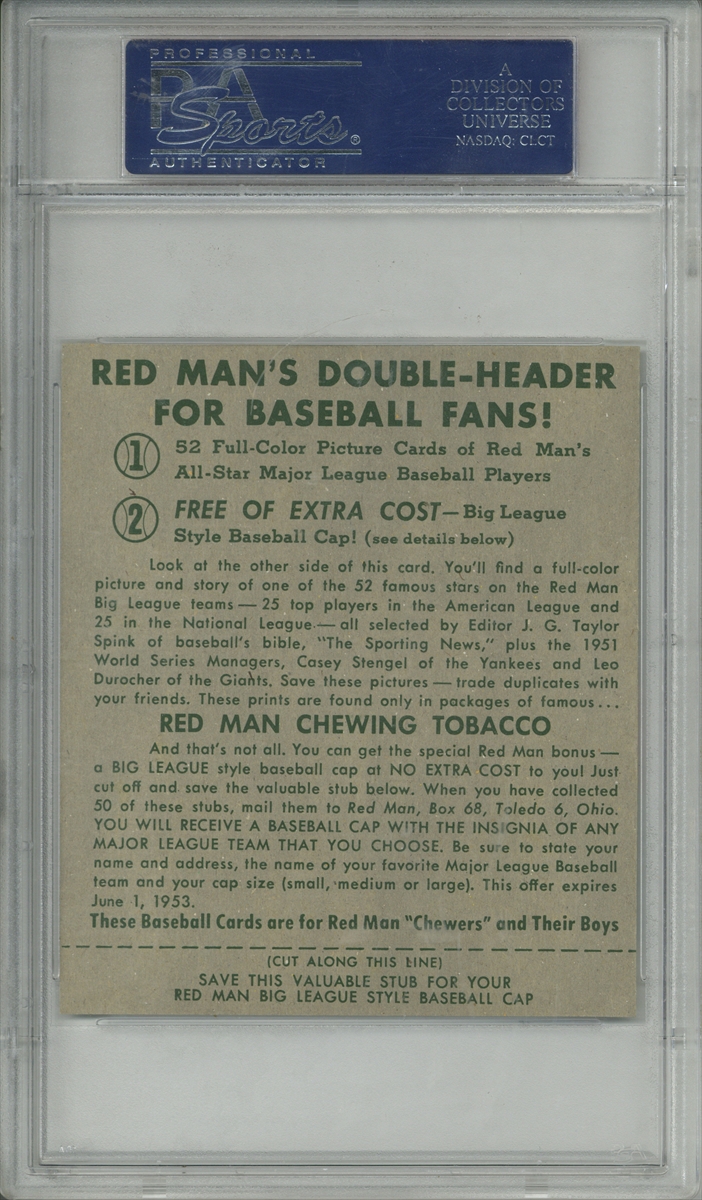 PROFESSIONAL
PSA
Sports®
AUTHENTICATOR
A
DIVISION OF
COLLECTORS
UNIVERSE
NASDAQ: CLCT
RED MAN'S DOUBLE-HEADER
FOR BASEBALL FANS!
1 52 Full-Color Picture Cards of Red Man's
All-Star Major League Baseball Players
2 FREE OF EXTRA COST—Big League
Style Baseball Cap! (see details below)
Look at the other side of this card. You'll find a full-color
picture and story of one of the 52 famous stars on the Red Man
Big League teams — 25 top players in the American League and
25 in the National League — all selected by Editor J. G. Taylor
Spink of baseball's bible, "The Sporting News," plus the 1951
World Series Managers, Casey Stengel of the Yankees and Leo
Durocher of the Giants. Save these pictures — trade duplicates with
your friends. These prints are found only in packages of famous...
RED MAN CHEWING TOBACCO
And that's not all. You can get the special Red Man bonus —
a BIG LEAGUE style baseball cap at NO EXTRA COST to you! Just
cut off and save the valuable stub below. When you have collected
50 of these stubs, mail them to Red Man, Box 68, Toledo 6, Ohio.
YOU WILL RECEIVE A BASEBALL CAP WITH THE INSIGNIA OF ANY
MAJOR LEAGUE TEAM THAT YOU CHOOSE. Be sure to state your
name and address, the name of your favorite Major League Baseball
team and your cap size (small, medium or large). This offer expires
June 1, 1953.
These Baseball Cards are for Red Man "Chewers" and Their Boys
(CUT ALONG THIS LINE)
SAVE THIS VALUABLE STUB FOR YOUR
RED MAN BIG LEAGUE STYLE BASEBALL CAP